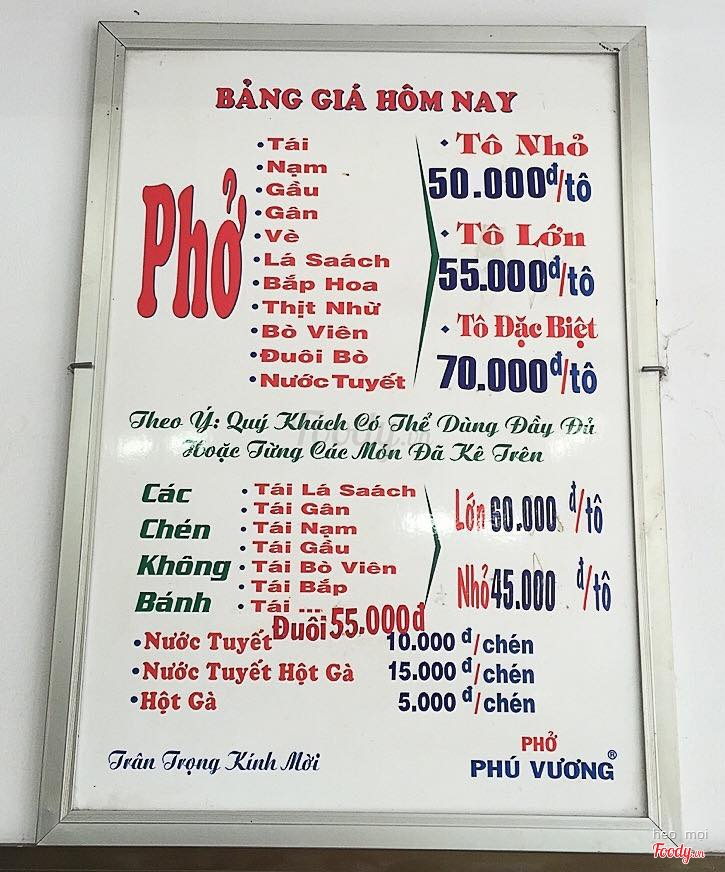 BẢNG GIÁ HÔM NAY
Phở
• Tái
• Nạm
• Gầu
• Gân
• Vè
• Lá Saách
• Bắp Hoa
• Thịt Nhừ
• Bò Viên
• Đuôi Bò
• Nước Tuyết
• Tô Nhỏ
50.000đ/tô
• Tô Lớn
55.000đ/tô
• Tô Đặc Biệt
70.000đ/tô
Theo Ý: Quý Khách Có Thể Dùng Đầy Đủ
Hoặc Từng Các Món Đã Kê Trên
Foody.vn
Các
Chén
Không
Bánh
• Tái Lá Saách
• Tái Gân
• Tái Nạm
• Tái Gầu
• Tái Bò Viên
• Tái Bắp
• Tái ...
Lớn 60.000 đ/tô
Nhỏ 45.000 đ/tô
Đuôi 55.000đ
• Nước Tuyết 10.000 đ/chén
• Nước Tuyết Hột Gà 15.000 đ/chén
• Hột Gà 5.000 đ/chén
Trân Trọng Kính Mời
PHỞ
PHÚ VƯƠNG®
heo_moi
Foody.vn